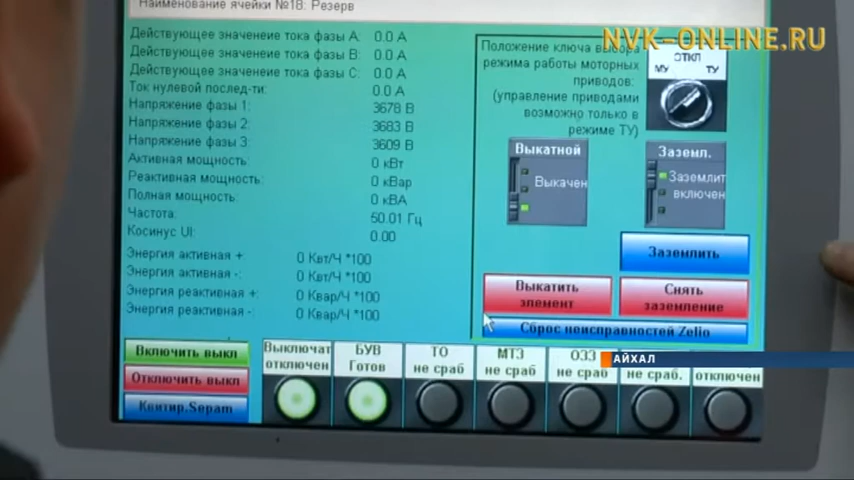 Наименование ячейки №18: Резерв
NVK-ONLINE.RU
Действующее значенеие тока фазы А: 0.0 А
Действующее значенеие тока фазы В: 0.0 А
Действующее значенеие тока фазы С: 0.0 А
Ток нулевой послед-ти: 0.0 А
Напряжение фазы 1: 3678 В
Напряжение фазы 2: 3683 В
Напряжение фазы 3: 3609 В
Активная мощность: 0 кВт
Реактивная мощность: 0 кВар
Полная мощность: 0 кВА
Частота: 50.01 Гц
Косинус UI: 0.00
Энергия активная +: 0 Квт/Ч *100
Энергия активная -: 0 Квт/Ч *100
Энергия реактивная +: 0 Квар/Ч *100
Энергия реактивная -: 0 Квар/Ч *100
Положение ключа выбора
режима работы моторных
приводов:
(управление приводами
возможно только в
режиме ТУ)
ОТКЛ
МУ ТУ
Выкатной
Выкачен
Заземл.
Заземлит
включен
Заземлить
Выкатить
элемент
Снять
заземление
Сброс неисправностей Zelio
Включить выкл
Отключить выкл
Квитир.Sepam
Выключат
отключен
БУВ
Готов
ТО
не сраб
МТЗ
не сраб
ОЗЗ
не сраб
не сраб.
отключен
АЙХАЛ